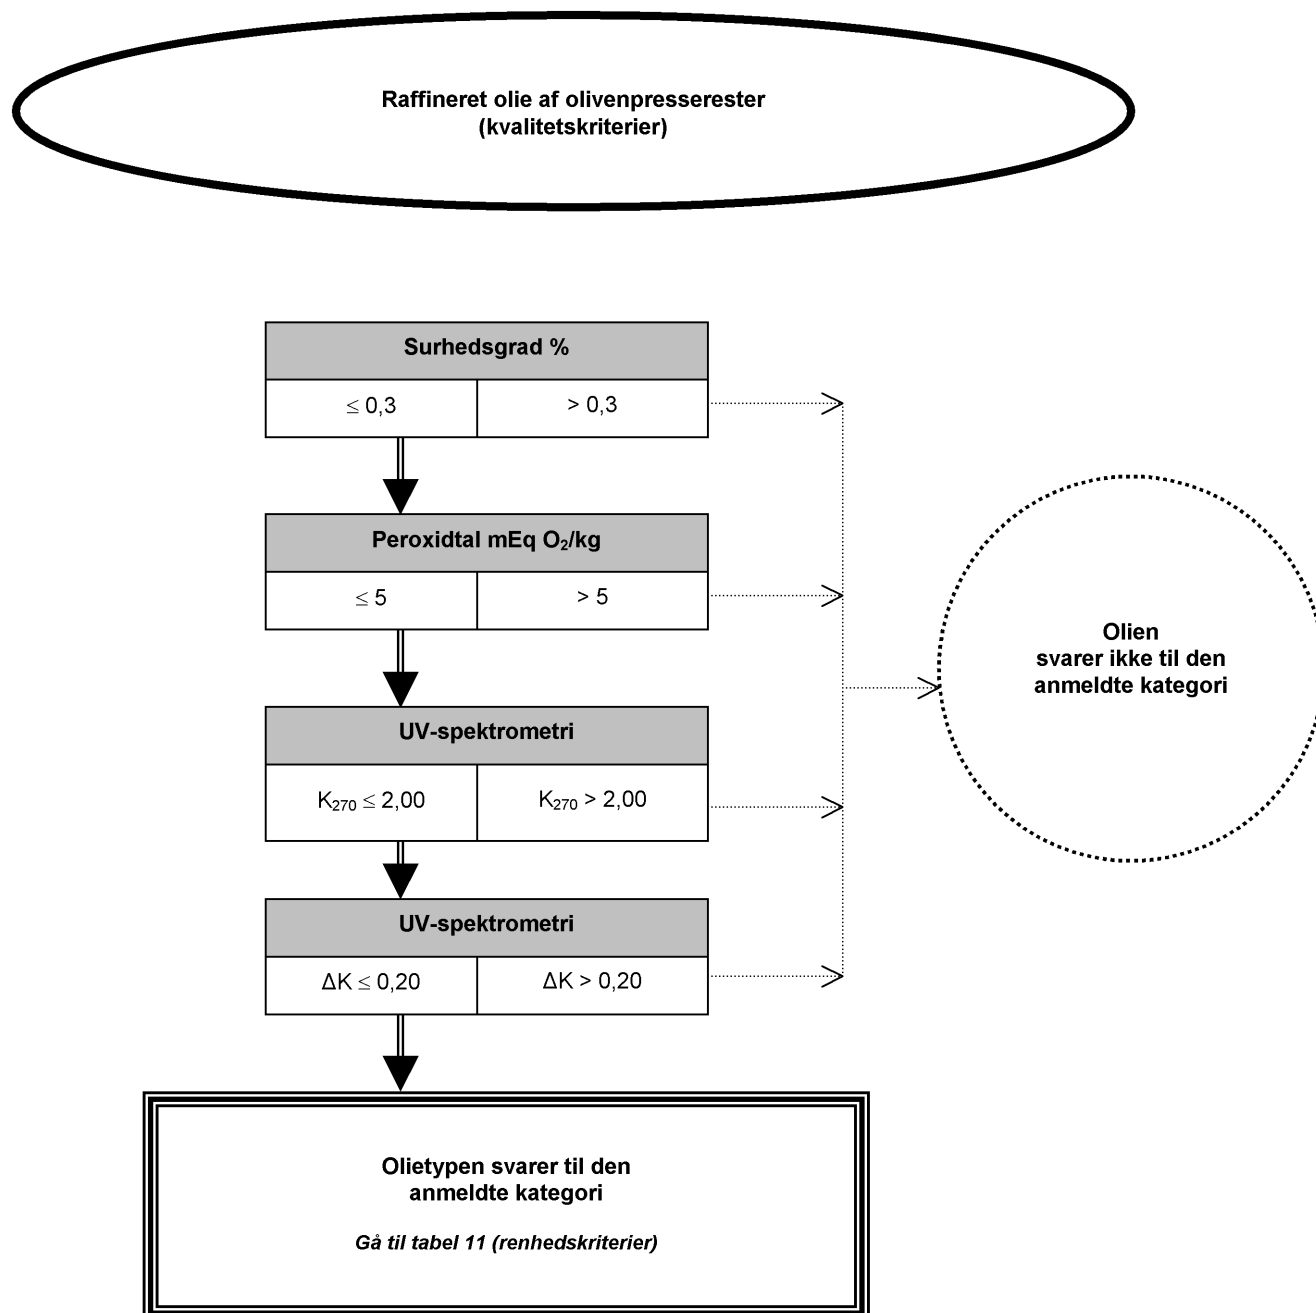 Raffineret olie af olivenpresserester
(kvalitetskriterier)
Surhedsgrad %
≤ 0,3
> 0,3
Peroxidtal mEq O₂/kg
≤ 5
> 5
UV-spektrometri
K₂₇₀ ≤ 2,00
K₂₇₀ > 2,00
UV-spektrometri
ΔK ≤ 0,20
ΔK > 0,20
Olien
svarer ikke til den
anmeldte kategori
Olietypen svarer til den
anmeldte kategori
Gå til tabel 11 (renhedskriterier)